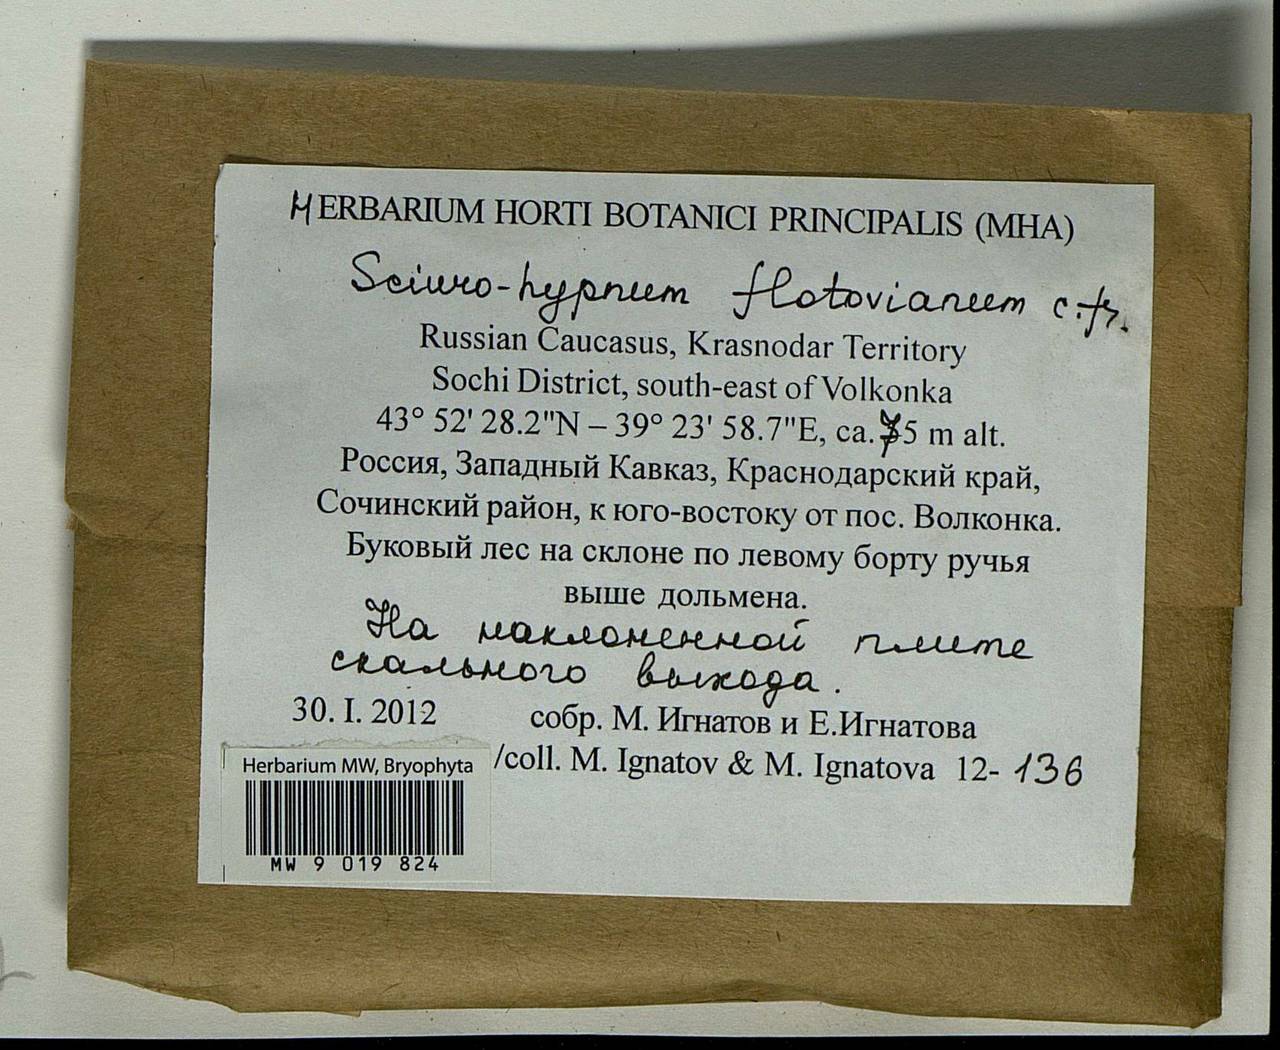 HERBARIUM HORTI BOTANICI PRINCIPALIS (MHA)
Sciuro-hypnum flotovianum c.fr.
Russian Caucasus, Krasnodar Territory
Sochi District, south-east of Volkonka
43° 52' 28.2"N – 39° 23' 58.7"E, ca. 75 m alt.
Россия, Западный Кавказ, Краснодарский край,
Сочинский район, к юго-востоку от пос. Волконка.
Буковый лес на склоне по левому борту ручья
выше дольмена.
На наклоненной плите
скального выхода.
30. I. 2012 собр. М. Игнатов и Е.Игнатова
/coll. M. Ignatov & M. Ignatova 12- 136
Herbarium MW, Bryophyta
MW 9 019 824